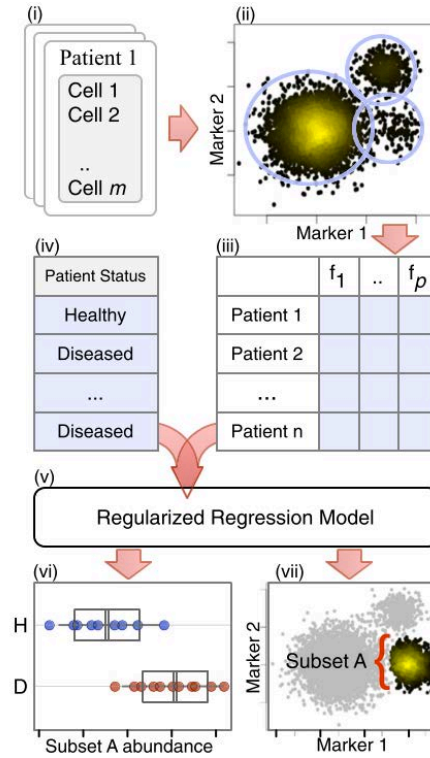 (i)
Patient 1
Cell 1
Cell 2
..
Cell m
(ii)
Marker 2
Marker 1
(iv)
Patient Status
Healthy
Diseased
...
Diseased
(iii)
f1 .. fp
Patient 1
Patient 2
...
Patient n
(v)
Regularized Regression Model
(vi)
H
D
Subset A abundance
(vii)
Marker 2
Subset A {
Marker 1